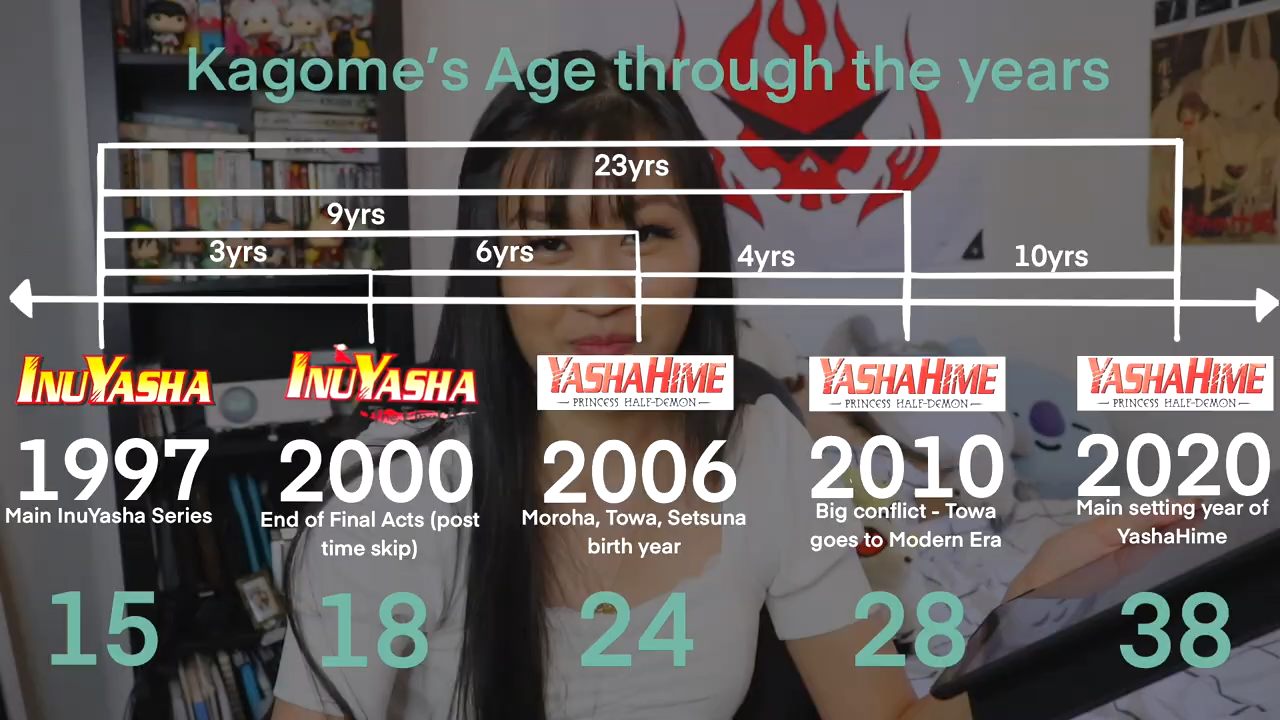 Kagome's Age through the years
23yrs
9yrs
3yrs
6yrs
4yrs
10yrs
INUYASHA
INUYASHA
YASHAHIME
PRINCESS HALF-DEMON
YASHAHIME
PRINCESS HALF-DEMON
YASHAHIME
PRINCESS HALF-DEMON
1997
2000
2006
2010
2020
Main InuYasha Series
End of Final Acts (post
time skip)
Moroha, Towa, Setsuna
birth year
Big conflict - Towa
goes to Modern Era
Main setting year of
YashaHime
15
18
24
28
38